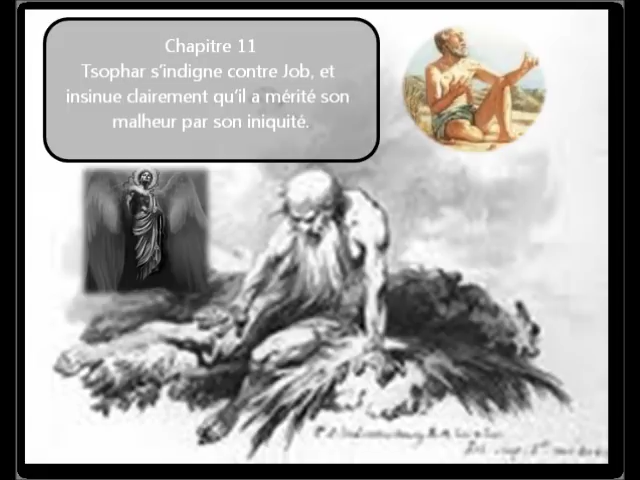 Chapitre 11
Tsophar s'indigne contre Job, et
insinue clairement qu'il a mérité son
malheur par son iniquité.